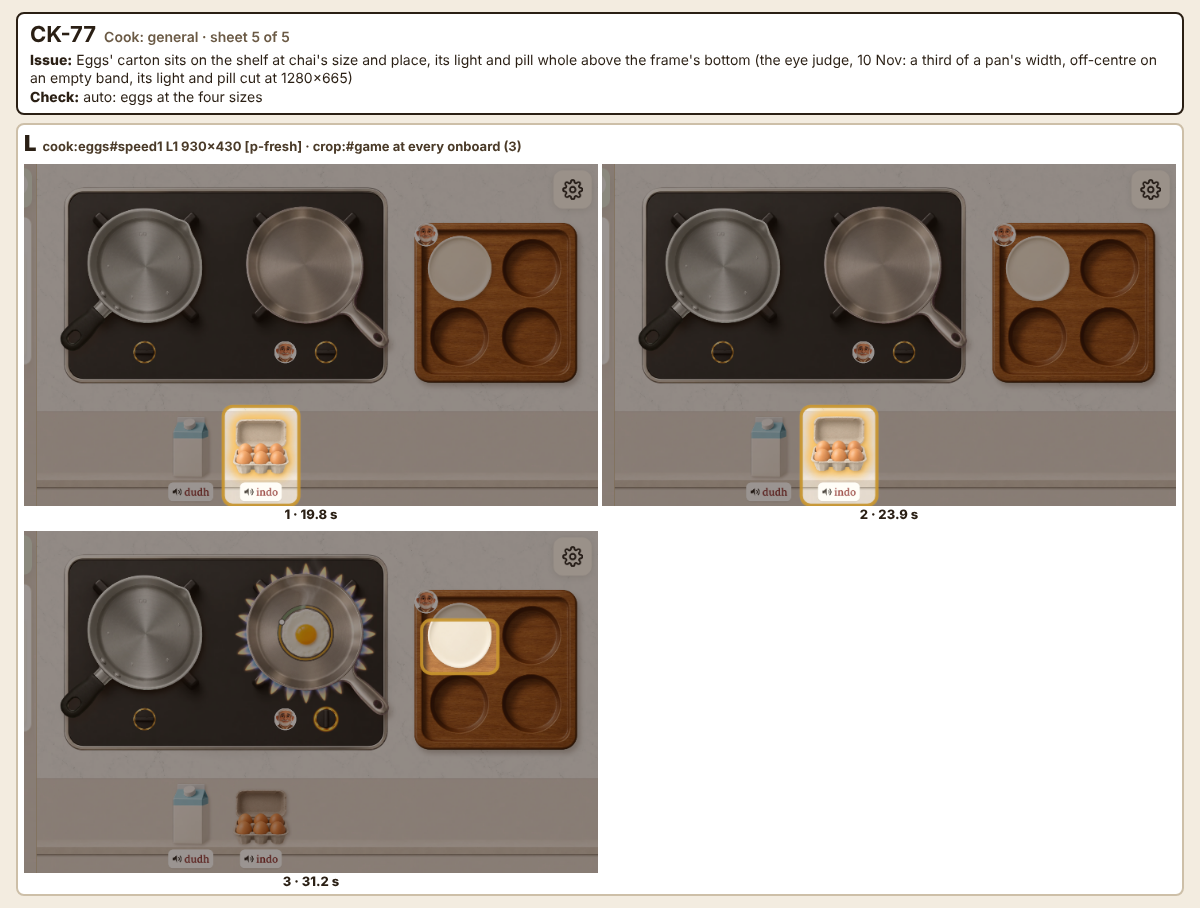 CK-77 Cook: general · sheet 5 of 5
Issue: Eggs' carton sits on the shelf at chai's size and place, its light and pill whole above the frame's bottom (the eye judge, 10 Nov: a third of a pan's width, off-centre on
an empty band, its light and pill cut at 1280×665)
Check: auto: eggs at the four sizes
L cook:eggs#speed1 L1 930×430 [p-fresh] · crop:#game at every onboard (3)
dudh indo
dudh indo
1 · 19.8 s
2 · 23.9 s
dudh indo
3 · 31.2 s